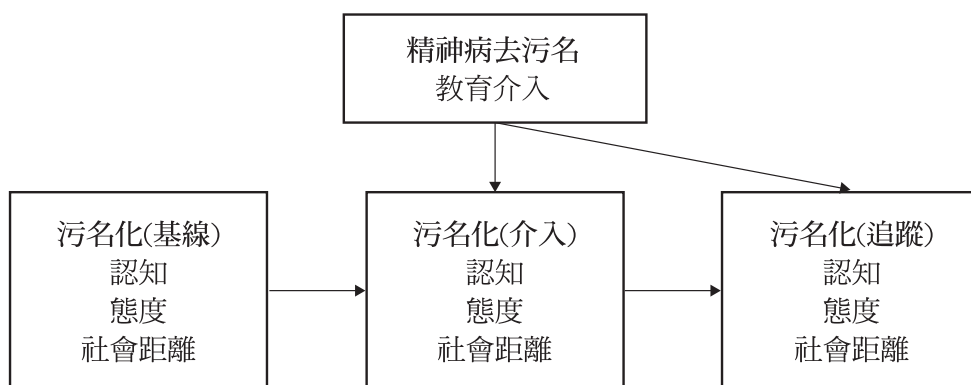 精神病去污名
教育介入
污名化(基線)
認知
態度
社會距離
污名化(介入)
認知
態度
社會距離
污名化(追蹤)
認知
態度
社會距離